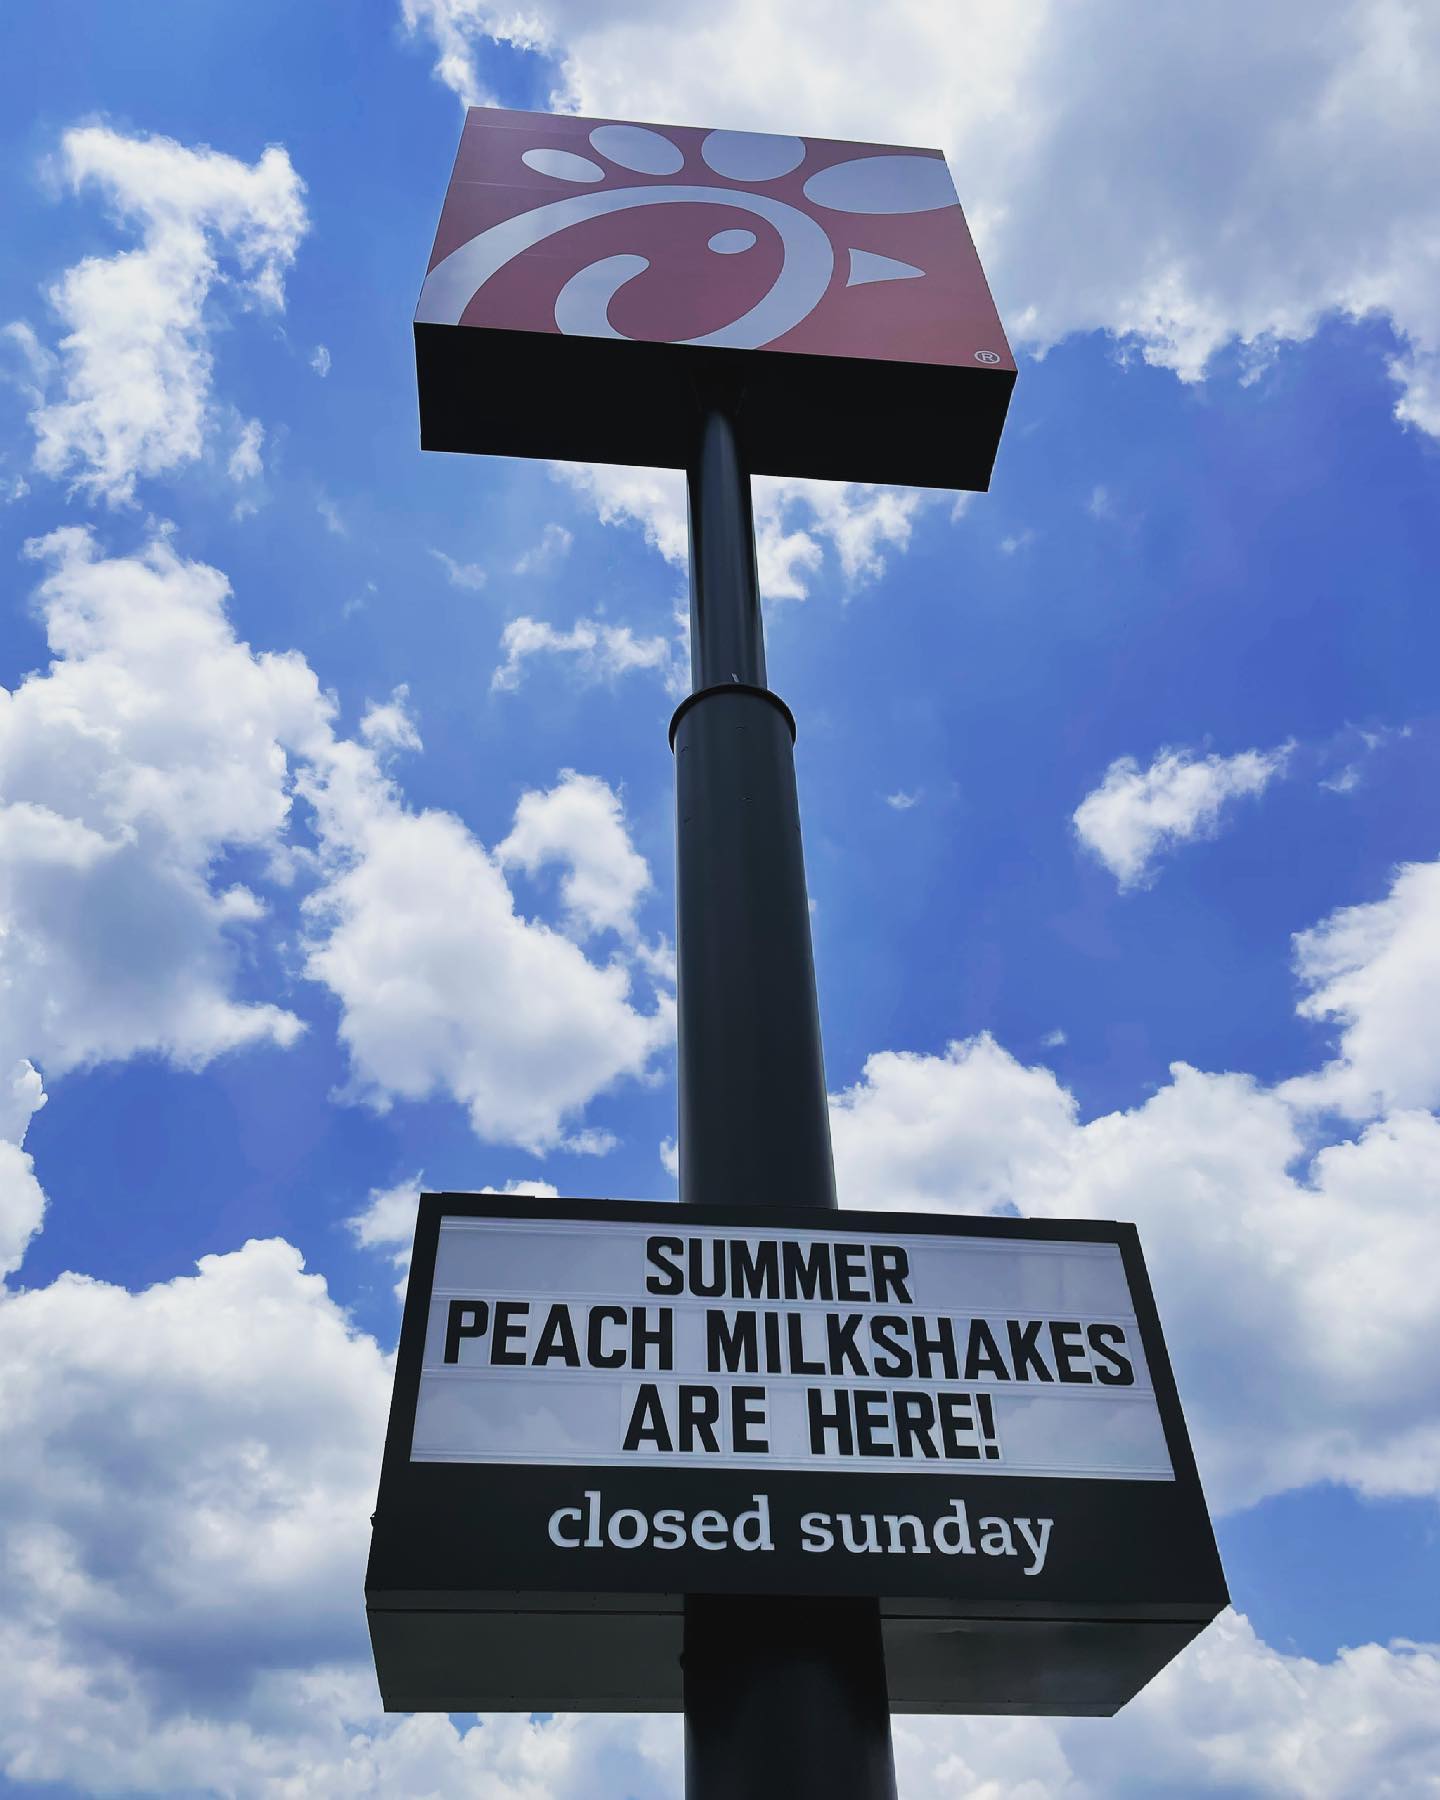 ®
SUMMER
PEACH MILKSHAKES
ARE HERE!
closed sunday